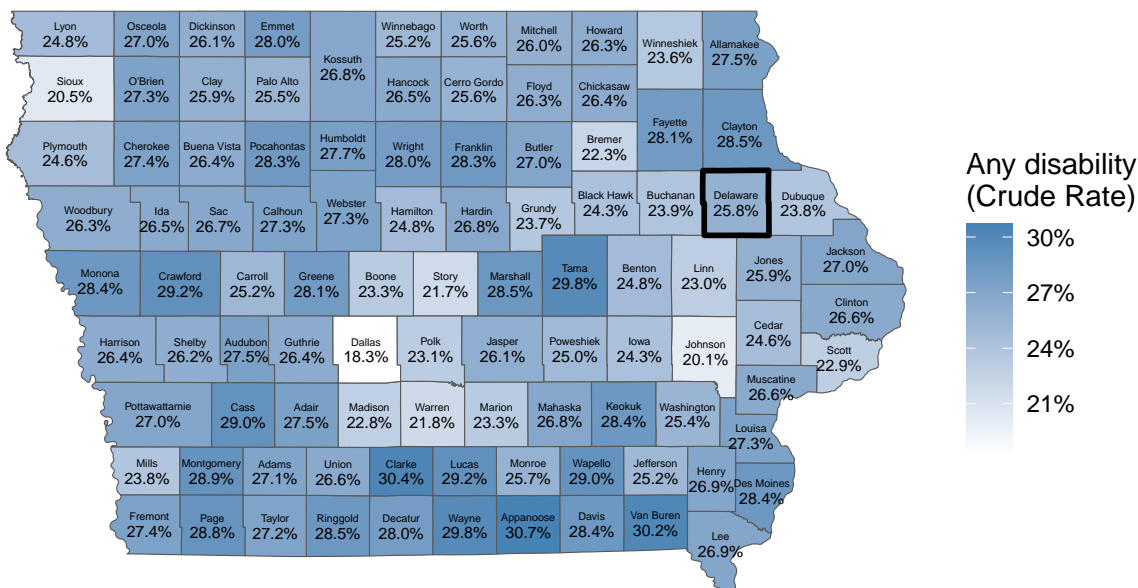 Lyon
24.8%
Osceola
27.0%
Dickinson
26.1%
Emmet
28.0%
Kossuth
26.8%
Winnebago
25.2%
Worth
25.6%
Mitchell
26.0%
Howard
26.3%
Winneshiek
23.6%
Allamakee
27.5%
Sioux
20.5%
O'Brien
27.3%
Clay
25.9%
Palo Alto
25.5%
Hancock
26.5%
Cerro Gordo
25.6%
Floyd
26.3%
Chickasaw
26.4%
Fayette
28.1%
Clayton
28.5%
Plymouth
24.6%
Cherokee
27.4%
Buena Vista
26.4%
Pocahontas
28.3%
Humboldt
27.7%
Wright
28.0%
Franklin
28.3%
Butler
27.0%
Bremer
22.3%
Woodbury
26.3%
Ida
26.5%
Sac
26.7%
Calhoun
27.3%
Webster
27.3%
Hamilton
24.8%
Hardin
26.8%
Grundy
23.7%
Black Hawk
24.3%
Buchanan
23.9%
Delaware
25.8%
Dubuque
23.8%
Monona
28.4%
Crawford
29.2%
Carroll
25.2%
Greene
28.1%
Boone
23.3%
Story
21.7%
Marshall
28.5%
Tama
29.8%
Benton
24.8%
Linn
23.0%
Jones
25.9%
Jackson
27.0%
Clinton
26.6%
Harrison
26.4%
Shelby
26.2%
Audubon
27.5%
Guthrie
26.4%
Dallas
18.3%
Polk
23.1%
Jasper
26.1%
Poweshiek
25.0%
Iowa
24.3%
Johnson
20.1%
Cedar
24.6%
Scott
22.9%
Muscatine
26.6%
Pottawattamie
27.0%
Cass
29.0%
Adair
27.5%
Madison
22.8%
Warren
21.8%
Marion
23.3%
Mahaska
26.8%
Keokuk
28.4%
Washington
25.4%
Louisa
27.3%
Mills
23.8%
Montgomery
28.9%
Adams
27.1%
Union
26.6%
Clarke
30.4%
Lucas
29.2%
Monroe
25.7%
Wapello
29.0%
Jefferson
25.2%
Henry
26.9%
Des Moines
28.4%
Fremont
27.4%
Page
28.8%
Taylor
27.2%
Ringgold
28.5%
Decatur
28.0%
Wayne
29.8%
Appanoose
30.7%
Davis
28.4%
Van Buren
30.2%
Lee
26.9%
Any disability
(Crude Rate)
30%
27%
24%
21%